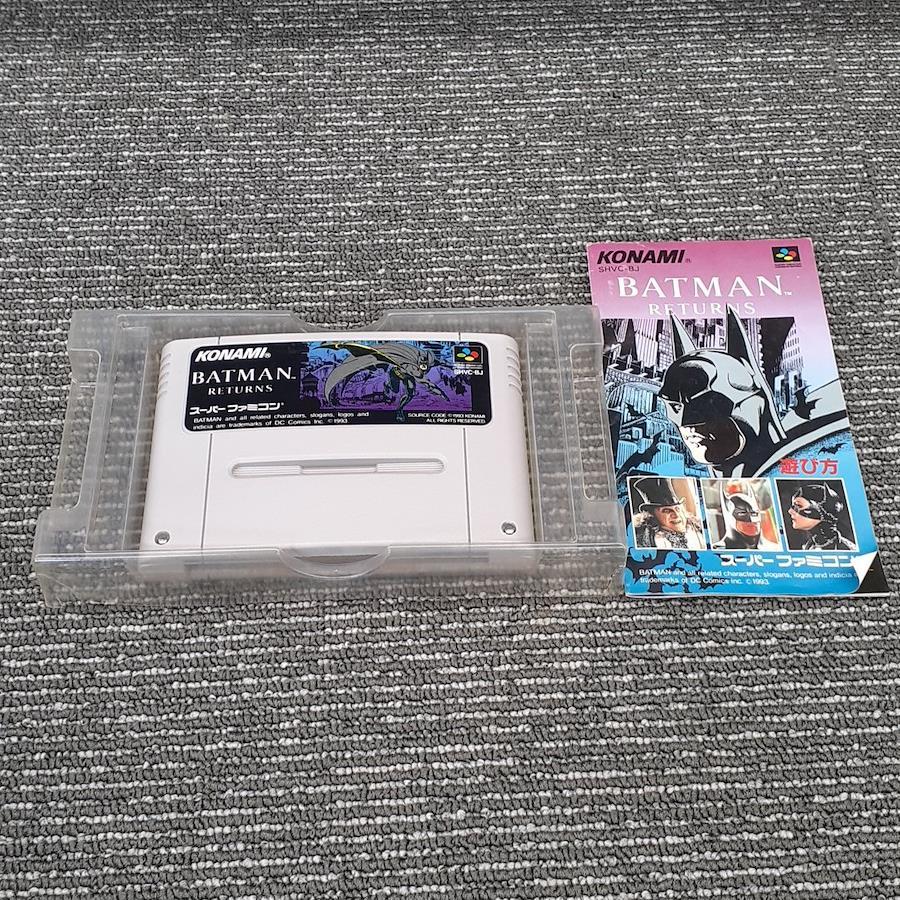 KONAMI®
BATMAN™
RETURNS
スーパーファミコン®
BATMAN and all related characters, slogans, logos and
indicia are trademarks of DC Comics Inc. ©1993.
SHVC-BJ
SOURCE CODE ©1993 KONAMI
ALL RIGHTS RESERVED.
KONAMI®
SHVC-BJ
BATMAN™
RETURNS
遊び方
スーパーファミコン
BATMAN and all related characters, slogans, logos and indicia
trademarks of DC Comics Inc. ©1993.